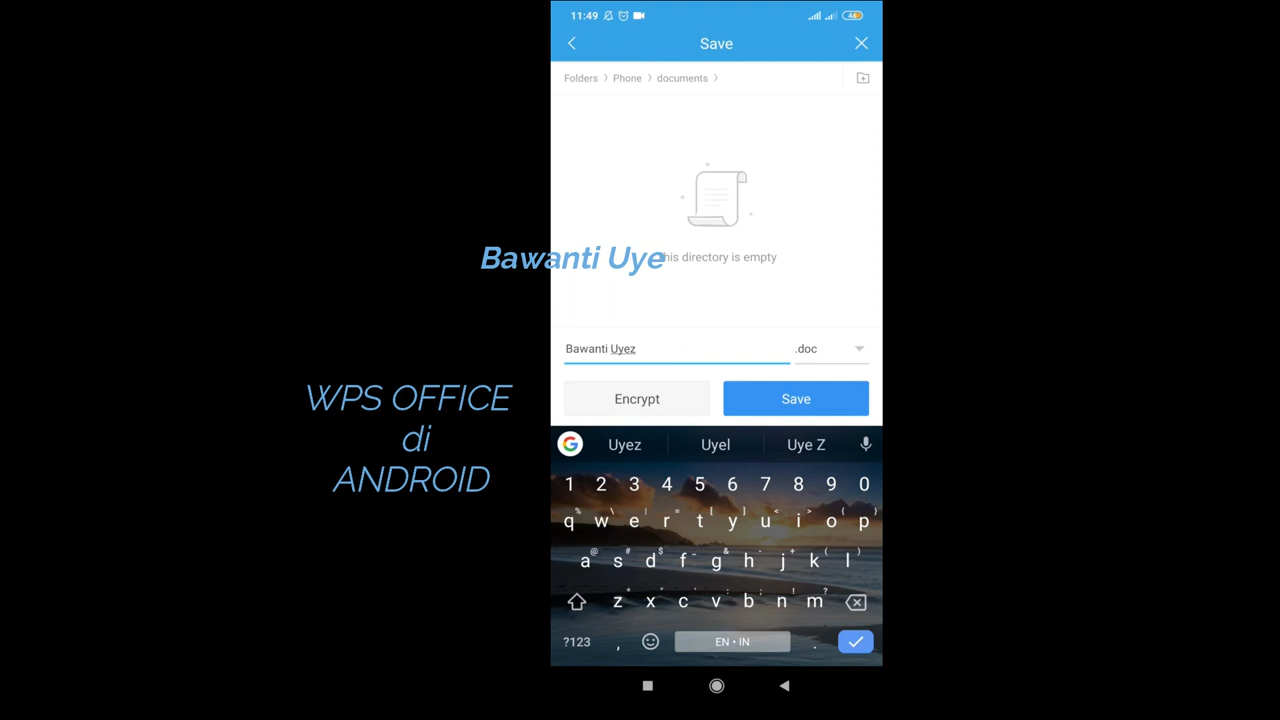 11:49 46
Save
Folders > Phone > documents >
Bawanti Uye
his directory is empty
Bawanti Uyez .doc
Encrypt Save
WPS OFFICE
di
ANDROID
G Uyez Uyel Uye Z
1 2 3 4 5 6 7 8 9 0
% \ | = [ ] < > { }
q w e r t y u i o p
@ # $ _ & - + ( )
a s d f g h j k l
* " ' : ; ! ?
z x c v b n m
?123 , EN • IN .